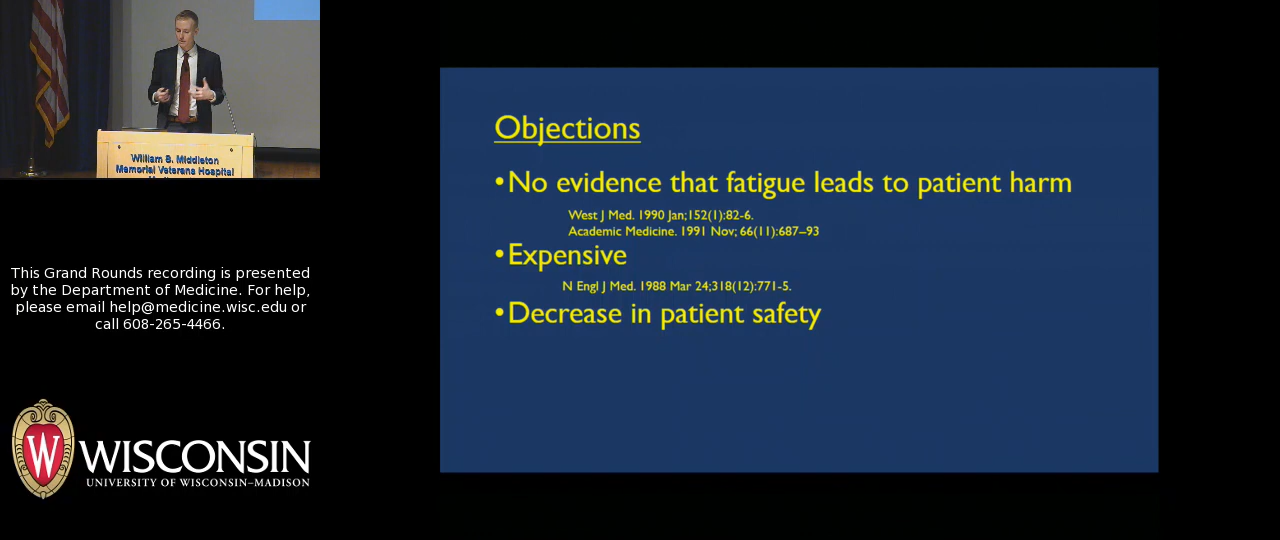 William S. Middleton
Memorial Veterans Hospital
This Grand Rounds recording is presented
by the Department of Medicine. For help,
please email help@medicine.wisc.edu or
call 608-265-4466.
W
WISCONSIN
UNIVERSITY OF WISCONSIN–MADISON
Objections
•No evidence that fatigue leads to patient harm
West J Med. 1990 Jan;152(1):82-6.
Academic Medicine. 1991 Nov; 66(11):687–93
•Expensive
N Engl J Med. 1988 Mar 24;318(12):771-5.
•Decrease in patient safety